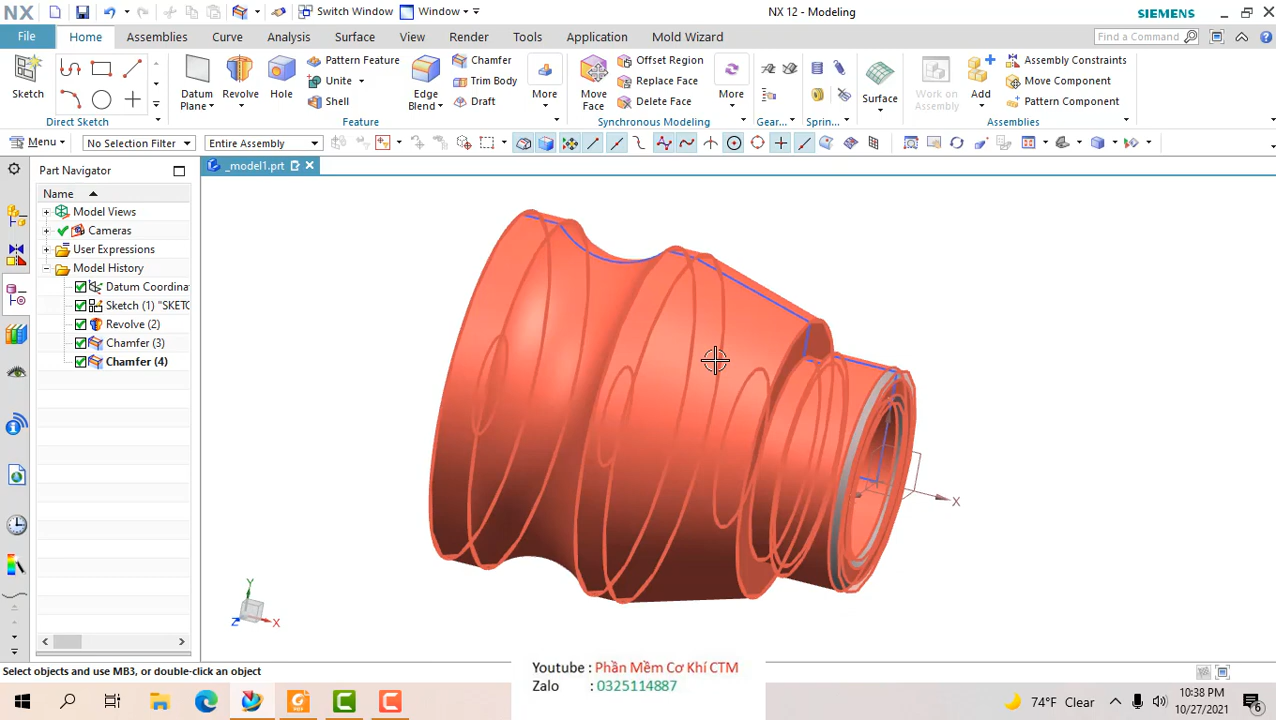 NX
Switch Window
Window
NX 12 - Modeling
SIEMENS
File
Home
Assemblies
Curve
Analysis
Surface
View
Render
Tools
Application
Mold Wizard
Find a Command
Sketch
Direct Sketch
Datum
Plane
Revolve
Hole
Pattern Feature
Unite
Shell
Edge
Blend
Chamfer
Trim Body
Draft
More
Feature
Move
Face
Offset Region
Replace Face
Delete Face
More
Synchronous Modeling
Gear...
Sprin...
Surface
Work on
Assembly
Add
Assembly Constraints
Move Component
Pattern Component
Assemblies
Menu
No Selection Filter
Entire Assembly
Part Navigator
_model1.prt
Name
Model Views
Cameras
User Expressions
Model History
Datum Coordina
Sketch (1) "SKETC
Revolve (2)
Chamfer (3)
Chamfer (4)
X
Y
Z
X
Select objects and use MB3, or double-click an object
Youtube : Phần Mềm Cơ Khí CTM
Zalo : 0325114887
74°F Clear
10:38 PM
10/27/2021
6